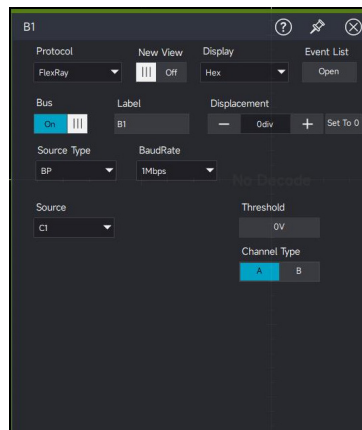 B1
Protocol New View Display Event List
FlexRay Off Hex Open
Bus Label Displacement
On B1 0div Set To 0
Source Type BaudRate
BP 1Mbps
No Decode
Source Threshold
C1 0V
Channel Type
A B